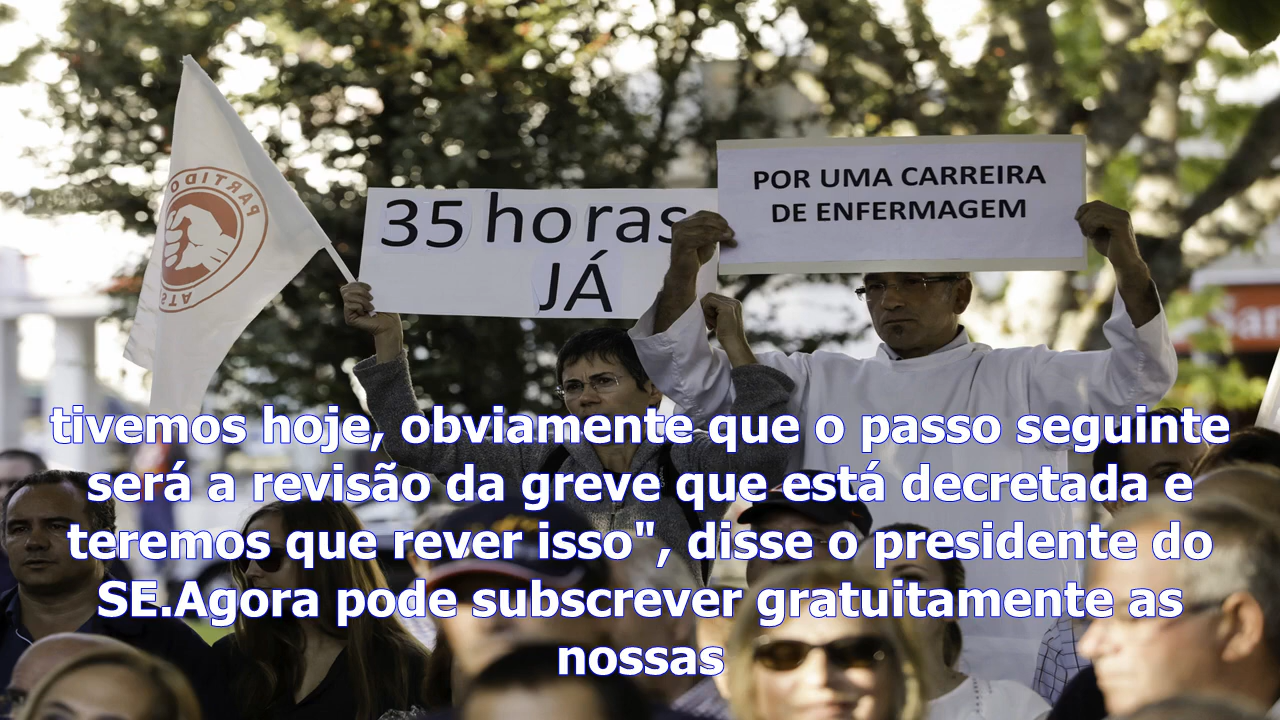 PARTIDO
35 horas
JÁ
POR UMA CARREIRA
DE ENFERMAGEM
tivemos hoje, obviamente que o passo seguinte
será a revisão da greve que está decretada e
teremos que rever isso", disse o presidente do
SE.Agora pode subscrever gratuitamente as
nossas